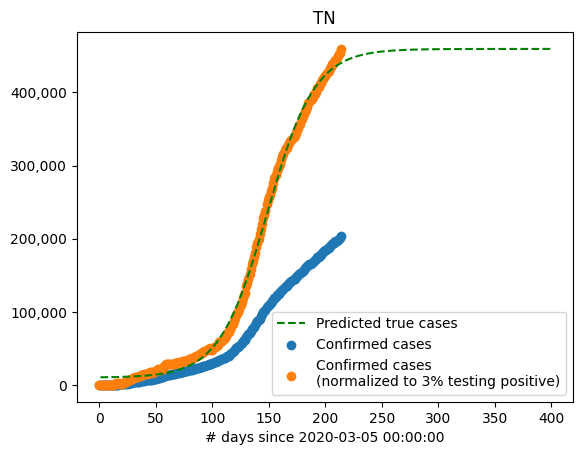 TN
400,000
300,000
200,000
100,000
0
Predicted true cases
Confirmed cases
Confirmed cases
(normalized to 3% testing positive)
0 50 100 150 200 250 300 350 400
# days since 2020-03-05 00:00:00